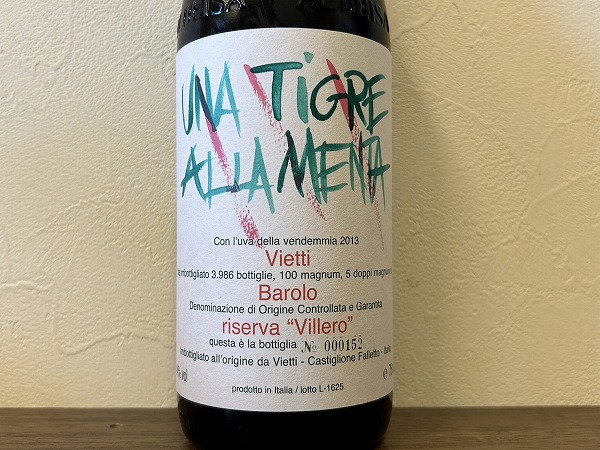 ALBEISA
UNA TIGRE
ALLA MENTA
Con l'uva della vendemmia 2013
Vietti
imbottigliato 3.986 bottiglie, 100 magnum, 5 doppi magnum
Barolo
Denominazione di Origine Controllata e Garantita
riserva "Villero"
questa è la bottiglia № 000152
Imbottigliato all'origine da Vietti - Castiglione Falletto - Italia
% vol e
prodotto in Italia / lotto L-1625